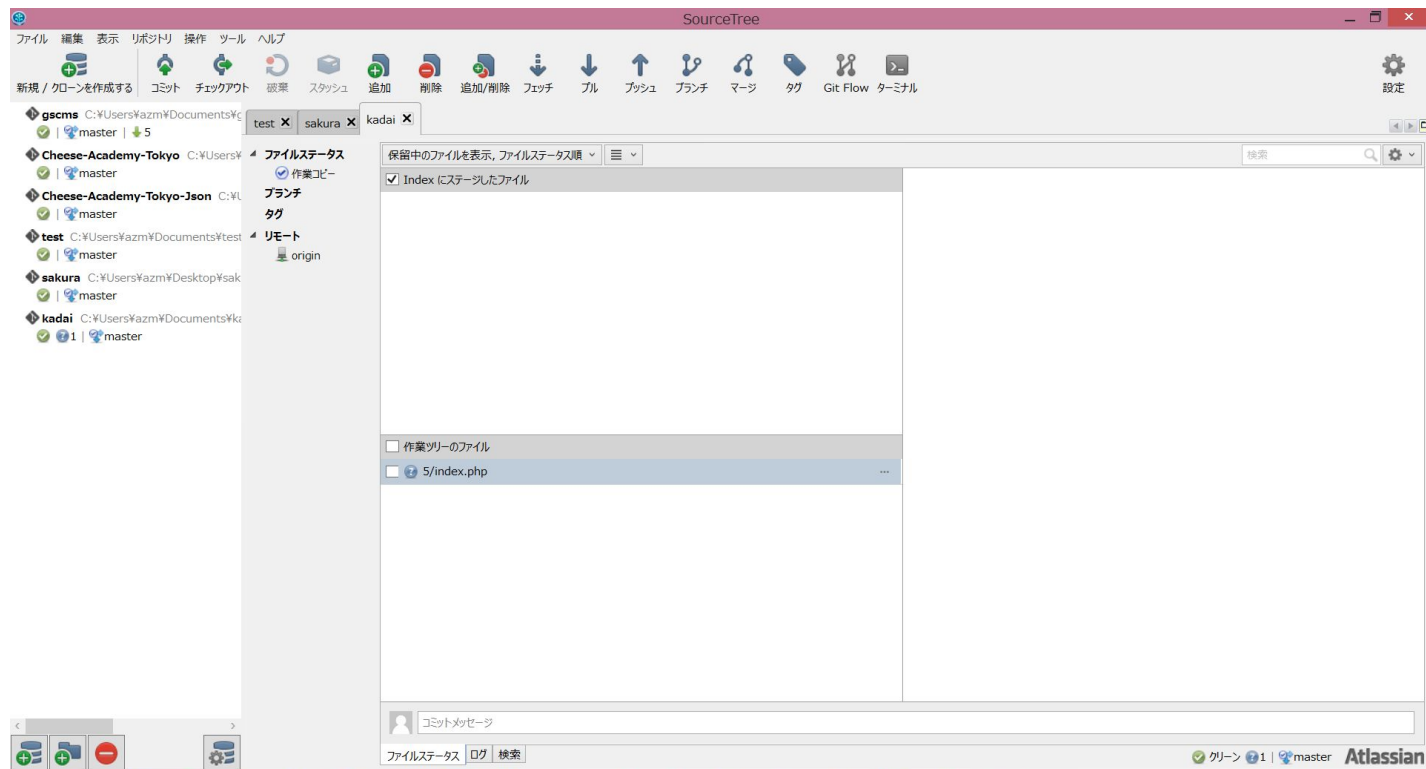 SourceTree
ファイル 編集 表示 リポジトリ 操作 ツール ヘルプ
新規 / クローンを作成する コミット チェックアウト 破棄 スタッシュ 追加 削除 追加/削除 フェッチ プル プッシュ ブランチ マージ タグ Git Flow ターミナル 設定
gscms C:¥Users¥azm¥Documents¥g
master | 5
Cheese-Academy-Tokyo C:¥Users¥
master
Cheese-Academy-Tokyo-Json C:¥U
master
test C:¥Users¥azm¥Documents¥test
master
sakura C:¥Users¥azm¥Desktop¥sak
master
kadai C:¥Users¥azm¥Documents¥ka
1 | master
test sakura kadai
ファイルステータス
作業コピー
ブランチ
タグ
リモート
origin
保留中のファイルを表示, ファイルステータス順
検索
Index にステージしたファイル
作業ツリーのファイル
5/index.php
コミットメッセージ
ファイルステータス ログ 検索
クリーン 1 | master Atlassian